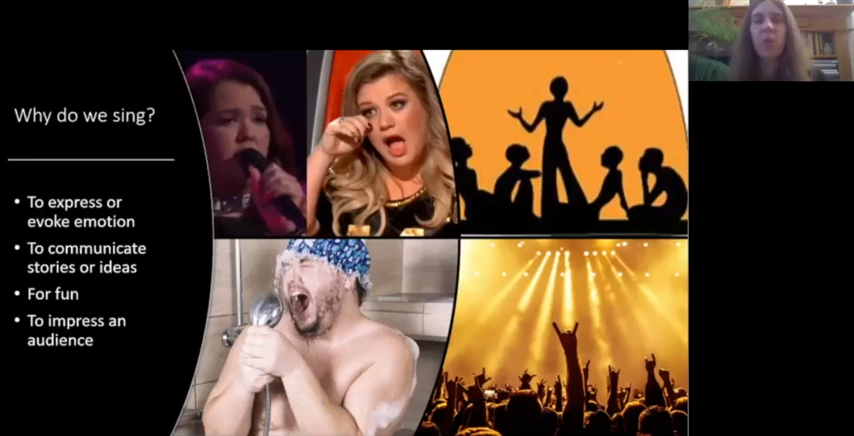 Why do we sing?
• To express or
evoke emotion
• To communicate
stories or ideas
• For fun
• To impress an
audience